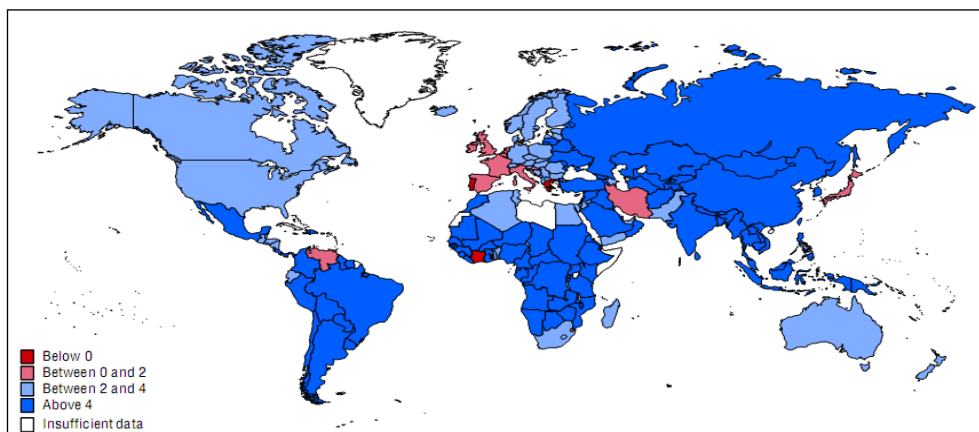 Below 0
Between 0 and 2
Between 2 and 4
Above 4
Insufficient data